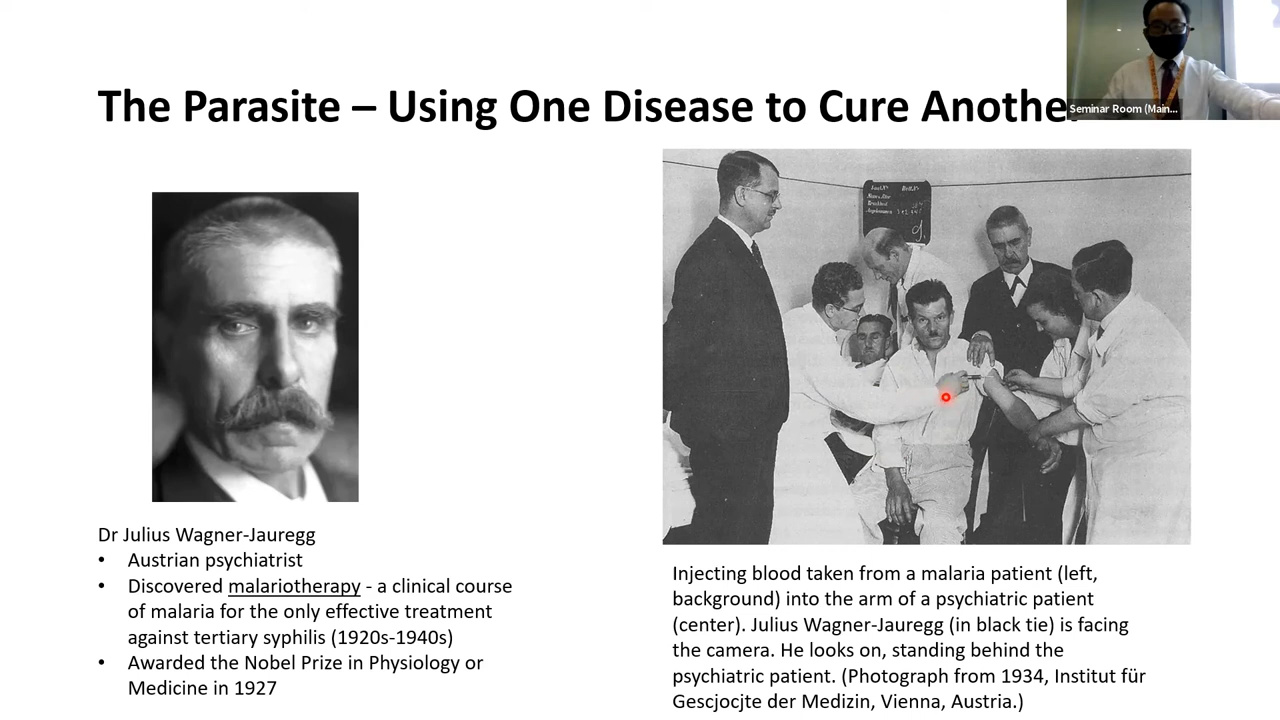 The Parasite – Using One Disease to Cure Another
Seminar Room (Main...
Dr Julius Wagner-Jauregg
• Austrian psychiatrist
• Discovered malariotherapy - a clinical course
of malaria for the only effective treatment
against tertiary syphilis (1920s-1940s)
• Awarded the Nobel Prize in Physiology or
Medicine in 1927
Injecting blood taken from a malaria patient (left,
background) into the arm of a psychiatric patient
(center). Julius Wagner-Jauregg (in black tie) is facing
the camera. He looks on, standing behind the
psychiatric patient. (Photograph from 1934, Institut für
Gescjocjte der Medizin, Vienna, Austria.)